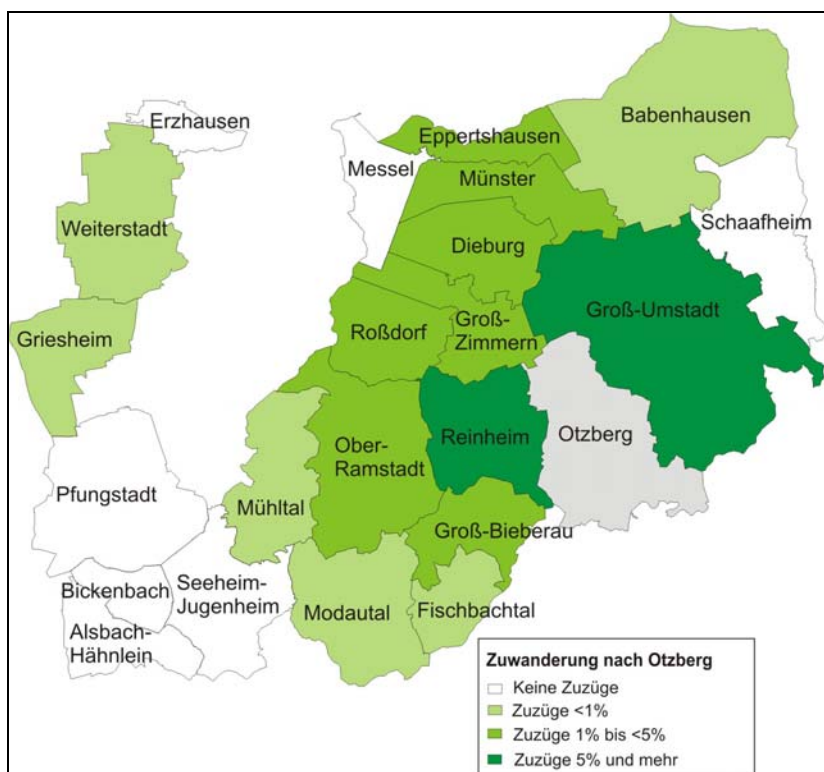 Erzhausen
Babenhausen
Eppertshausen
Messel
Münster
Schaafheim
Weiterstadt
Dieburg
Groß-Umstadt
Griesheim
Roßdorf
Groß-
Zimmern
Reinheim
Otzberg
Ober-
Ramstadt
Pfungstadt
Mühltal
Groß-Bieberau
Bickenbach
Seeheim-
Jugenheim
Modautal
Fischbachtal
Alsbach-
Hähnlein
Zuwanderung nach Otzberg
Keine Zuzüge
Zuzüge <1%
Zuzüge 1% bis <5%
Zuzüge 5% und mehr